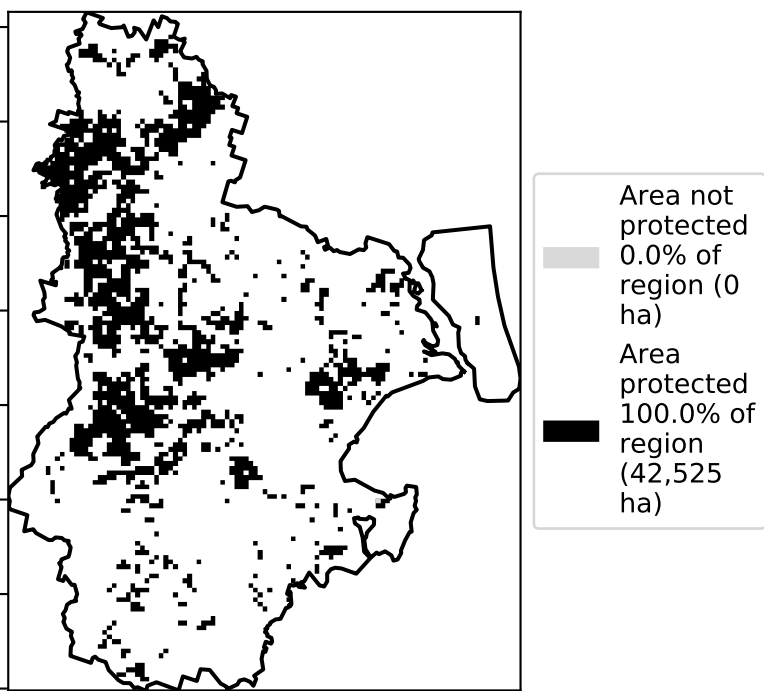 Area not
protected
0.0% of
region (0
ha)
Area
protected
100.0% of
region
(42,525
ha)